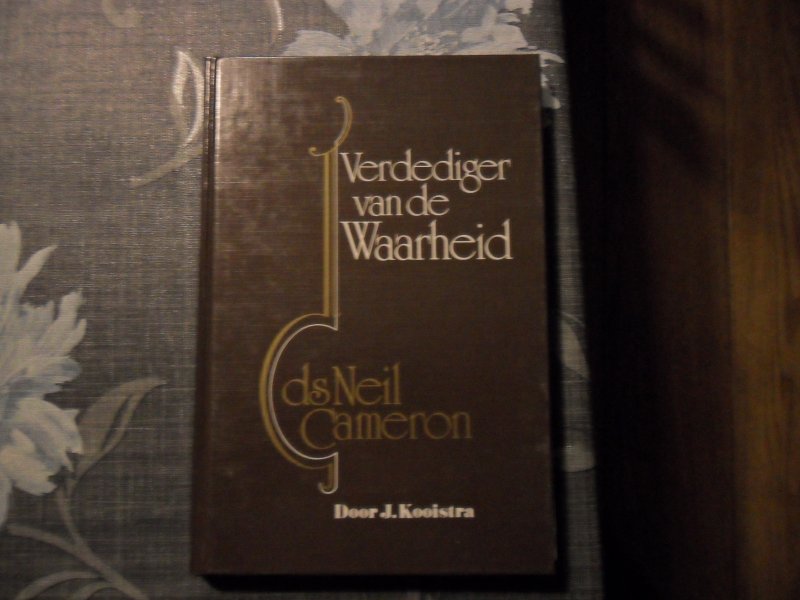 Verdediger
van de
Waarheid
ds Neil
Cameron
Door J. Kooistra